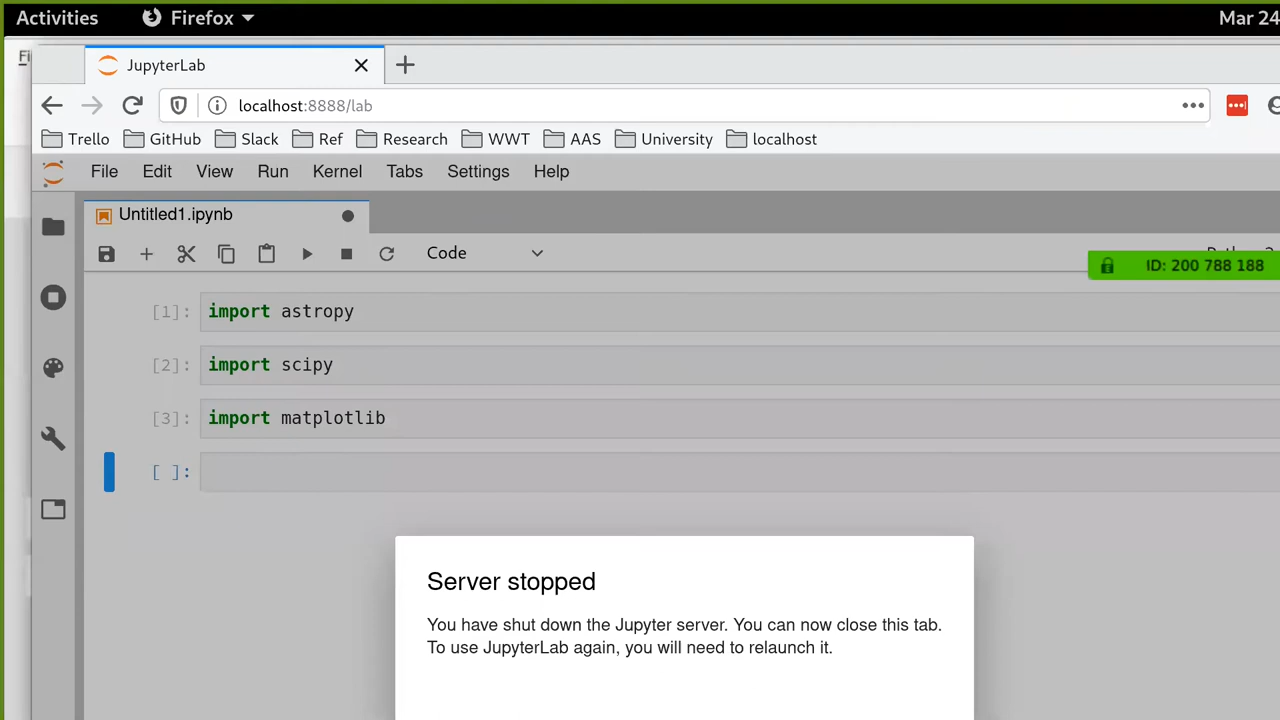 Activities Firefox Mar 24
JupyterLab
localhost:8888/lab
Trello GitHub Slack Ref Research WWT AAS University localhost
File Edit View Run Kernel Tabs Settings Help
Untitled1.ipynb
Code
ID: 200 788 188
[1]: import astropy
[2]: import scipy
[3]: import matplotlib
[ ]:
Server stopped
You have shut down the Jupyter server. You can now close this tab.
To use JupyterLab again, you will need to relaunch it.